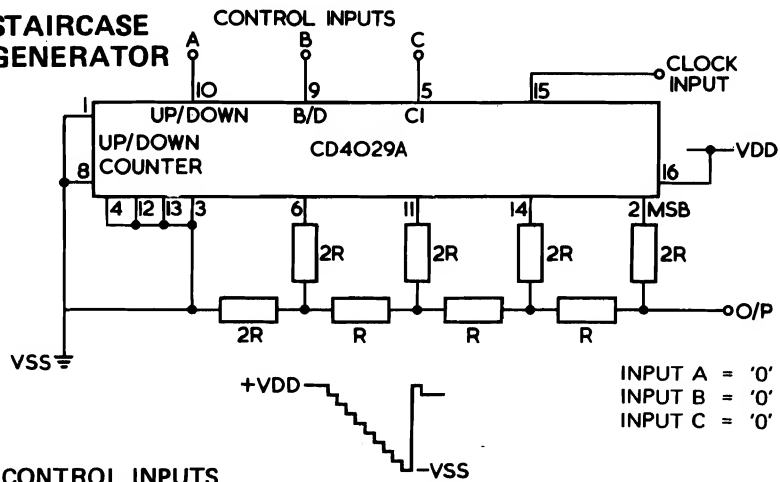 STAIRCASE
GENERATOR
CONTROL INPUTS
A B C
CLOCK
INPUT
10 9 5 15
1 UP/DOWN B/D CI
UP/DOWN
COUNTER
CD4029A
VDD
8 16
4 12 13 3 6 11 14 2 MSB
2R 2R 2R 2R
O/P
2R R R R
VSS
INPUT A = '0'
INPUT B = '0'
INPUT C = '0'
+VDD
-VSS
CONTROL INPUTS